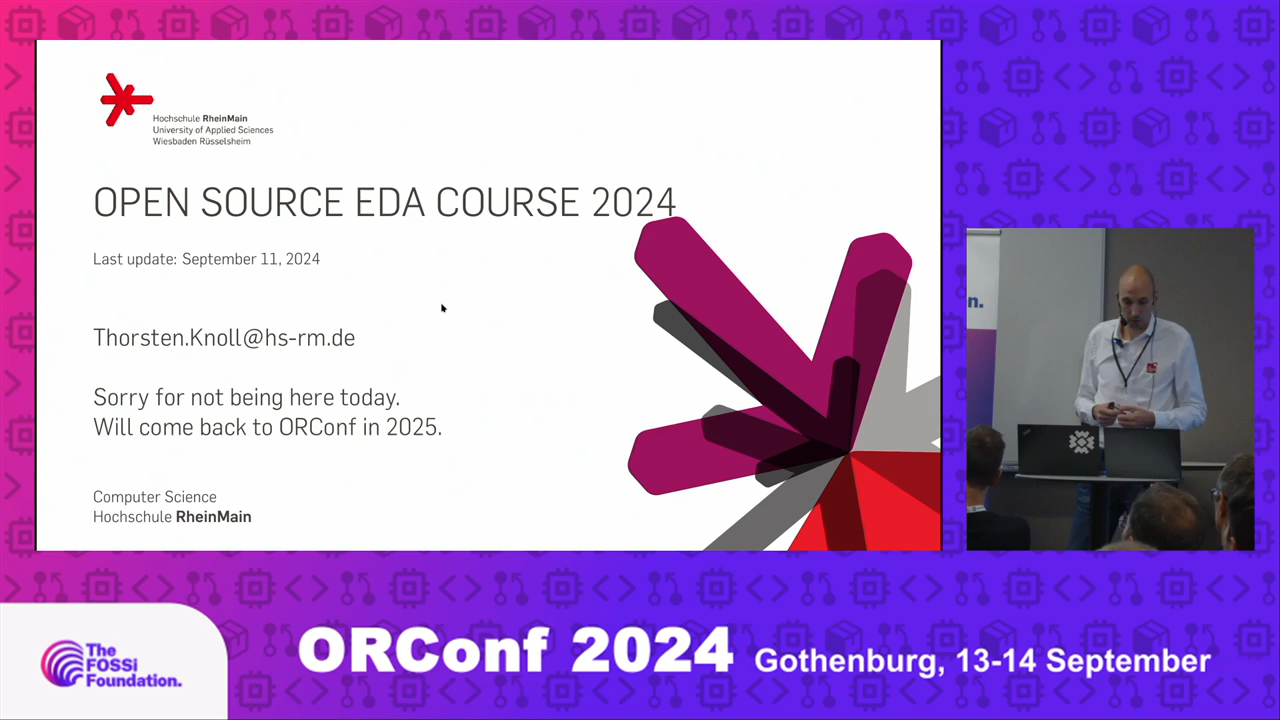 Hochschule RheinMain
University of Applied Sciences
Wiesbaden Rüsselsheim
OPEN SOURCE EDA COURSE 2024
Last update: September 11, 2024
Thorsten.Knoll@hs-rm.de
Sorry for not being here today.
Will come back to ORConf in 2025.
Computer Science
Hochschule RheinMain
n.
The
FOSSi
Foundation.
ORConf 2024 Gothenburg, 13-14 September